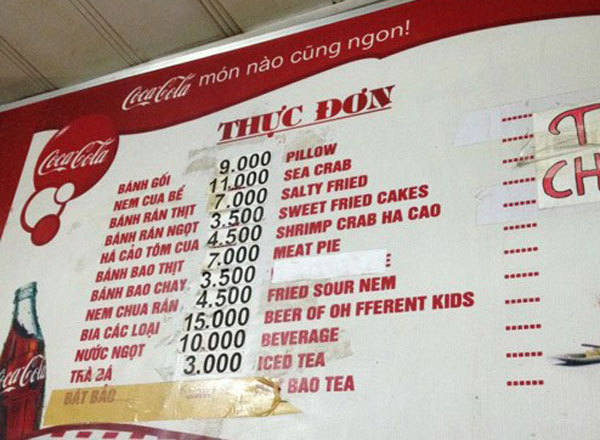 Coca-Cola món nào cũng ngon!
Coca-Cola
THỰC ĐƠN
BÁNH GỐI 9.000 PILLOW
NEM CUA BỂ 11.000 SEA CRAB
BÁNH RÁN THỊT 7.000 SALTY FRIED
BÁNH RÁN NGỌT 3.500 SWEET FRIED CAKES
HÁ CẢO TÔM CUA 4.500 SHRIMP CRAB HA CAO
BÁNH BAO THỊT 7.000 MEAT PIE
BÁNH BAO CHAY 3.500
NEM CHUA RÁN 4.500 FRIED SOUR NEM
BIA CÁC LOẠI 15.000 BEER OF OH FFERENT KIDS
NƯỚC NGỌT 10.000 BEVERAGE
TRÀ ĐÁ 3.000 ICED TEA
BÁT BẢO BAO TEA
Coca-Cola